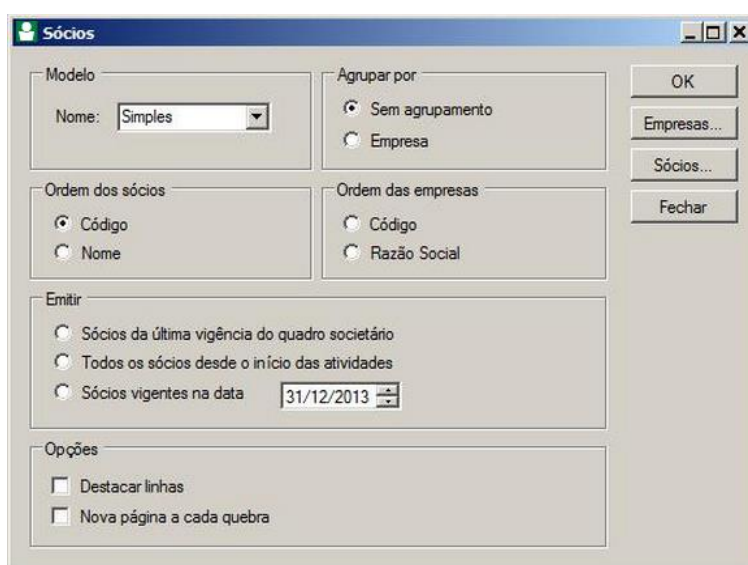 Sócios
Modelo
Nome: Simples
Agrupar por
Sem agrupamento
Empresa
OK
Empresas...
Sócios...
Fechar
Ordem dos sócios
Código
Nome
Ordem das empresas
Código
Razão Social
Emitir
Sócios da última vigência do quadro societário
Todos os sócios desde o início das atividades
Sócios vigentes na data 31/12/2013
Opções
Destacar linhas
Nova página a cada quebra